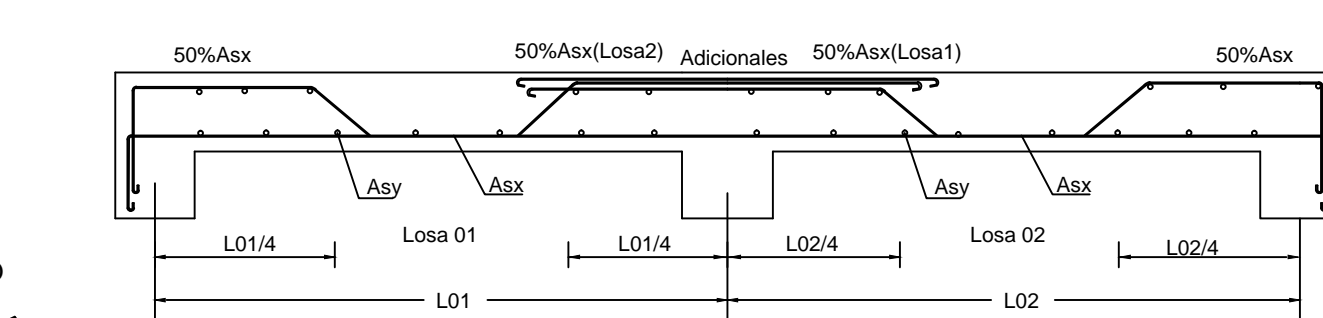 50%Asx
50%Asx(Losa2)
Adicionales
50%Asx(Losa1)
50%Asx
Asy
Asx
Asy
Asx
Losa 01
Losa 02
L01/4
L01/4
L02/4
L02/4
L01
L02